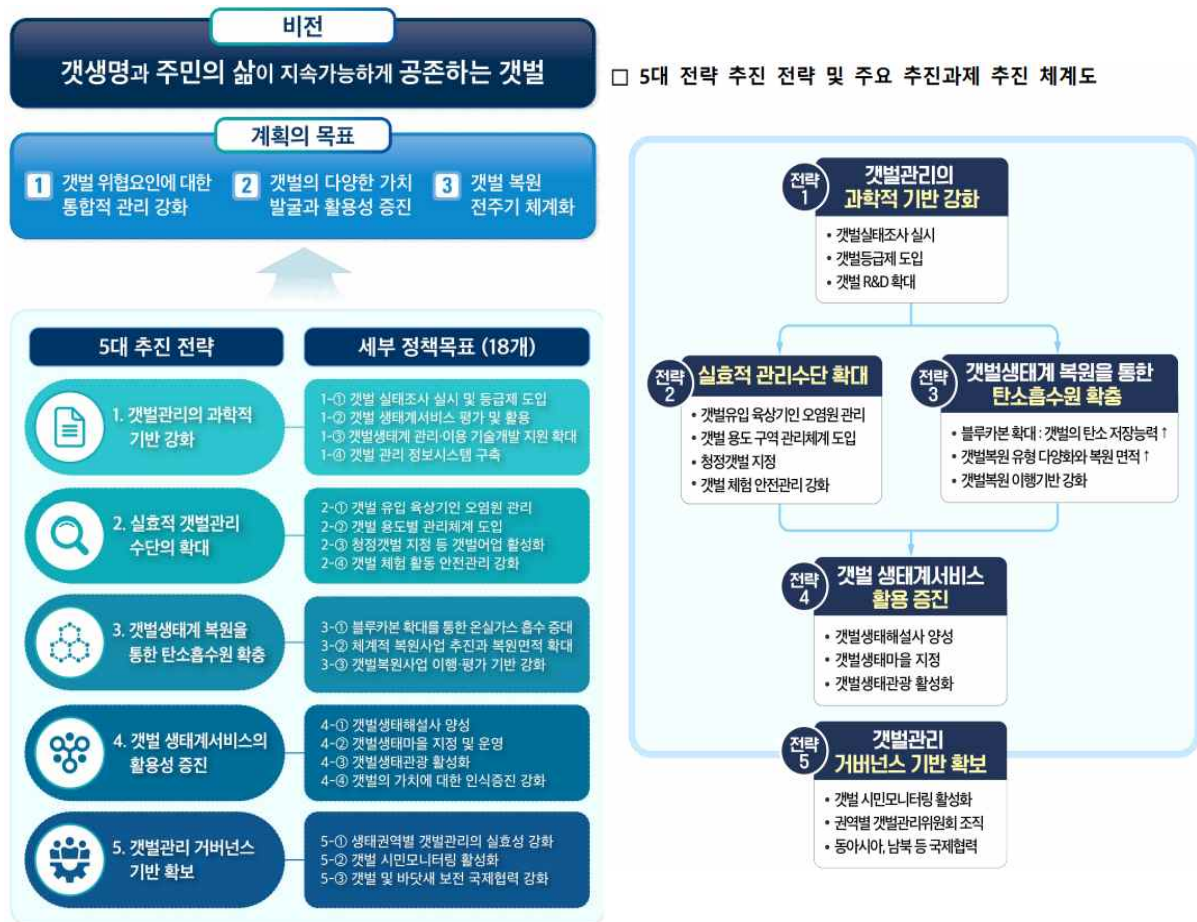 비전
갯생명과 주민의 삶이 지속가능하게 공존하는 갯벌
계획의 목표
1 갯벌 위협요인에 대한
통합적 관리 강화
2 갯벌의 다양한 가치
발굴과 활용성 증진
3 갯벌 복원
전주기 체계화
5대 추진 전략
세부 정책목표 (18개)
1. 갯벌관리의 과학적
기반 강화
1-① 갯벌 실태조사 실시 및 등급제 도입
1-② 갯벌 생태계서비스 평가 및 활용
1-③ 갯벌생태계 관리·이용 기술개발 지원 확대
1-④ 갯벌 관리 정보시스템 구축
2. 실효적 갯벌관리
수단의 확대
2-① 갯벌 유입 육상기인 오염원 관리
2-② 갯벌 용도별 관리체계 도입
2-③ 청정갯벌 지정 등 갯벌어업 활성화
2-④ 갯벌 체험 활동 안전관리 강화
3. 갯벌생태계 복원을
통한 탄소흡수원 확충
3-① 블루카본 확대를 통한 온실가스 흡수 증대
3-② 체계적 복원사업 추진과 복원면적 확대
3-③ 갯벌복원사업 이행·평가 기반 강화
4. 갯벌 생태계서비스의
활용성 증진
4-① 갯벌생태해설사 양성
4-② 갯벌생태마을 지정 및 운영
4-③ 갯벌생태관광 활성화
4-④ 갯벌의 가치에 대한 인식증진 강화
5. 갯벌관리 거버넌스
기반 확보
5-① 생태권역별 갯벌관리의 실효성 강화
5-② 갯벌 시민모니터링 활성화
5-③ 갯벌 및 바닷새 보전 국제협력 강화
□ 5대 전략 추진 전략 및 주요 추진과제 추진 체계도
전략
1
갯벌관리의
과학적 기반 강화
• 갯벌실태조사 실시
• 갯벌등급제 도입
• 갯벌 R&D 확대
전략
2
실효적 관리수단 확대
• 갯벌유입 육상기인 오염원 관리
• 갯벌 용도 구역 관리체계 도입
• 청정갯벌 지정
• 갯벌 체험 안전관리 강화
전략
3
갯벌생태계 복원을 통한
탄소흡수원 확충
• 블루카본 확대 : 갯벌의 탄소 저장능력 ↑
• 갯벌복원 유형 다양화와 복원 면적 ↑
• 갯벌복원 이행기반 강화
전략
4
갯벌 생태계서비스
활용 증진
• 갯벌생태해설사 양성
• 갯벌생태마을 지정
• 갯벌생태관광 활성화
전략
5
갯벌관리
거버넌스 기반 확보
• 갯벌 시민모니터링 활성화
• 권역별 갯벌관리위원회 조직
• 동아시아, 남북 등 국제협력